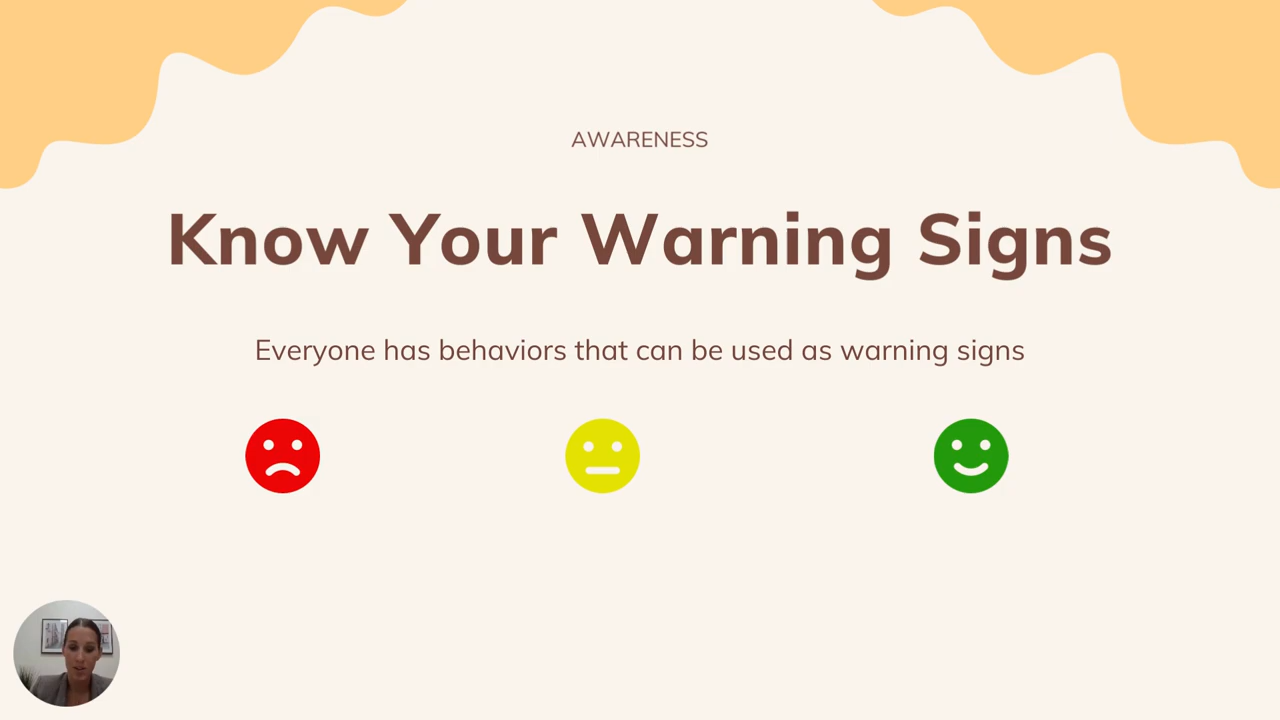 AWARENESS
Know Your Warning Signs
Everyone has behaviors that can be used as warning signs